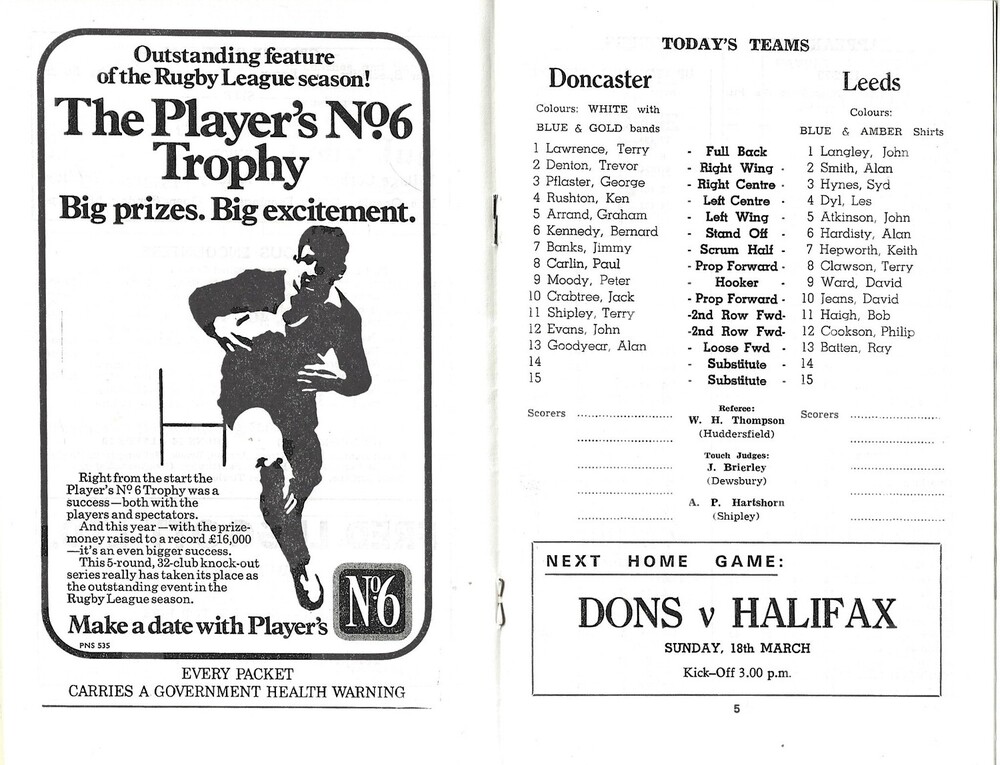 Outstanding feature
of the Rugby League season!
The Player's Nº6
Trophy
Big prizes. Big excitement.
Right from the start the
Player's Nº 6 Trophy was a
success—both with the
players and spectators.
And this year—with the prize-
money raised to a record £16,000
—it's an even bigger success.
This 5-round, 32-club knock-out
series really has taken its place as
the outstanding event in the
Rugby League season.
Make a date with Player's
Nº6
PNS 535
EVERY PACKET
CARRIES A GOVERNMENT HEALTH WARNING
TODAY'S TEAMS
Doncaster Leeds
Colours: WHITE with
BLUE & GOLD bands
Colours:
BLUE & AMBER Shirts
1 Lawrence, Terry - Full Back 1 Langley, John
2 Denton, Trevor - Right Wing - 2 Smith, Alan
3 Pflaster, George - Right Centre - 3 Hynes, Syd
4 Rushton, Ken - Left Centre - 4 Dyl, Les
5 Arrand, Graham - Left Wing - 5 Atkinson, John
6 Kennedy, Bernard - Stand Off - 6 Hardisty, Alan
7 Banks, Jimmy - Scrum Half - 7 Hepworth, Keith
8 Carlin, Paul - Prop Forward - 8 Clawson, Terry
9 Moody, Peter - Hooker - 9 Ward, David
10 Crabtree, Jack - Prop Forward - 10 Jeans, David
11 Shipley, Terry -2nd Row Fwd- 11 Haigh, Bob
12 Evans, John -2nd Row Fwd- 12 Cookson, Philip
13 Goodyear, Alan - Loose Fwd - 13 Batten, Ray
14 - Substitute - 14
15 - Substitute - 15
Scorers ........................
Referee:
W. H. Thompson
(Huddersfield)
Touch Judges:
J. Brierley
(Dewsbury)
A. P. Hartshorn
(Shipley)
Scorers ........................
NEXT HOME GAME:
DONS v HALIFAX
SUNDAY, 18th MARCH
Kick-Off 3.00 p.m.
5